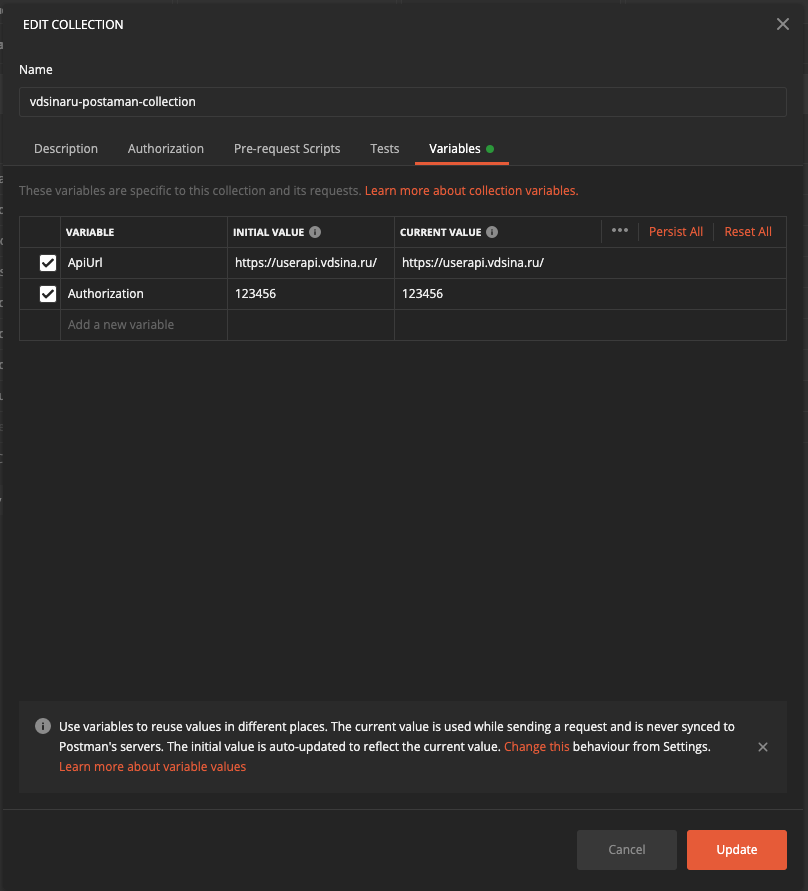 EDIT COLLECTION
Name
vdsinaru-postaman-collection
Description Authorization Pre-request Scripts Tests Variables
These variables are specific to this collection and its requests. Learn more about collection variables.
VARIABLE INITIAL VALUE CURRENT VALUE Persist All Reset All
ApiUrl https://userapi.vdsina.ru/ https://userapi.vdsina.ru/
Authorization 123456 123456
Add a new variable
Use variables to reuse values in different places. The current value is used while sending a request and is never synced to
Postman's servers. The initial value is auto-updated to reflect the current value. Change this behaviour from Settings.
Learn more about variable values
Cancel Update